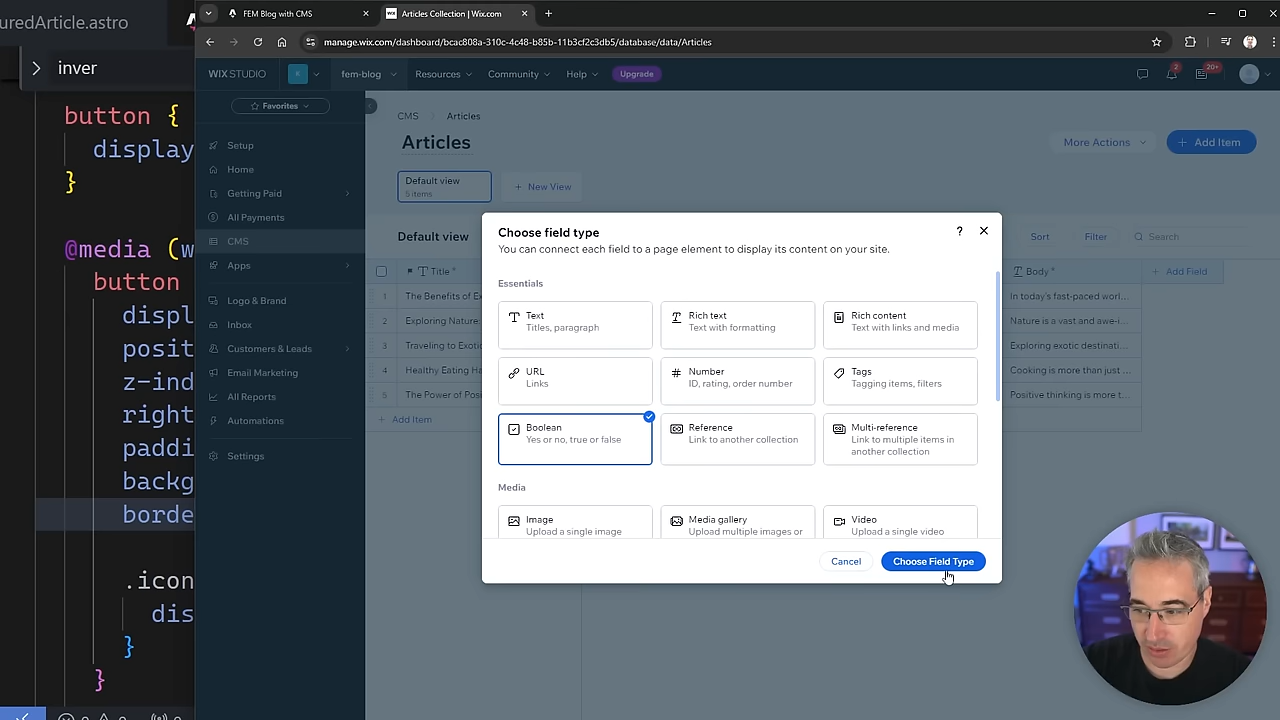 uredArticle.astro
inver
button {
display
}
@media (w
button
displ
posit
z-ind
right
paddi
backg
borde
.icon
dis
}
}
FEM Blog with CMS
Articles Collection | Wix.com
manage.wix.com/dashboard/bcac808a-310c-4c48-b85b-11b3cf2c3db5/database/data/Articles
WIX STUDIO
fem-blog
Resources
Community
Help
Upgrade
2
20+
Favorites
Setup
Home
Getting Paid
All Payments
CMS
Apps
Logo & Brand
Inbox
Customers & Leads
Email Marketing
All Reports
Automations
Settings
CMS > Articles
Articles
More Actions
+ Add Item
Default view
5 items
+ New View
Default view
Sort
Filter
Search
Title*
Body*
+ Add Field
1 The Benefits of Ex
In today's fast-paced worl...
2 Exploring Nature:
Nature is a vast and awe-i...
3 Traveling to Exotic
Exploring exotic destinati...
4 Healthy Eating Ha
Cooking is more than just ...
5 The Power of Posi
Positive thinking is more t...
+ Add Item
Choose field type
You can connect each field to a page element to display its content on your site.
Essentials
Text
Titles, paragraph
Rich text
Text with formatting
Rich content
Text with links and media
URL
Links
Number
ID, rating, order number
Tags
Tagging items, filters
Boolean
Yes or no, true or false
Reference
Link to another collection
Multi-reference
Link to multiple items in
another collection
Media
Image
Upload a single image
Media gallery
Upload multiple images or
Video
Upload a single video
Cancel
Choose Field Type